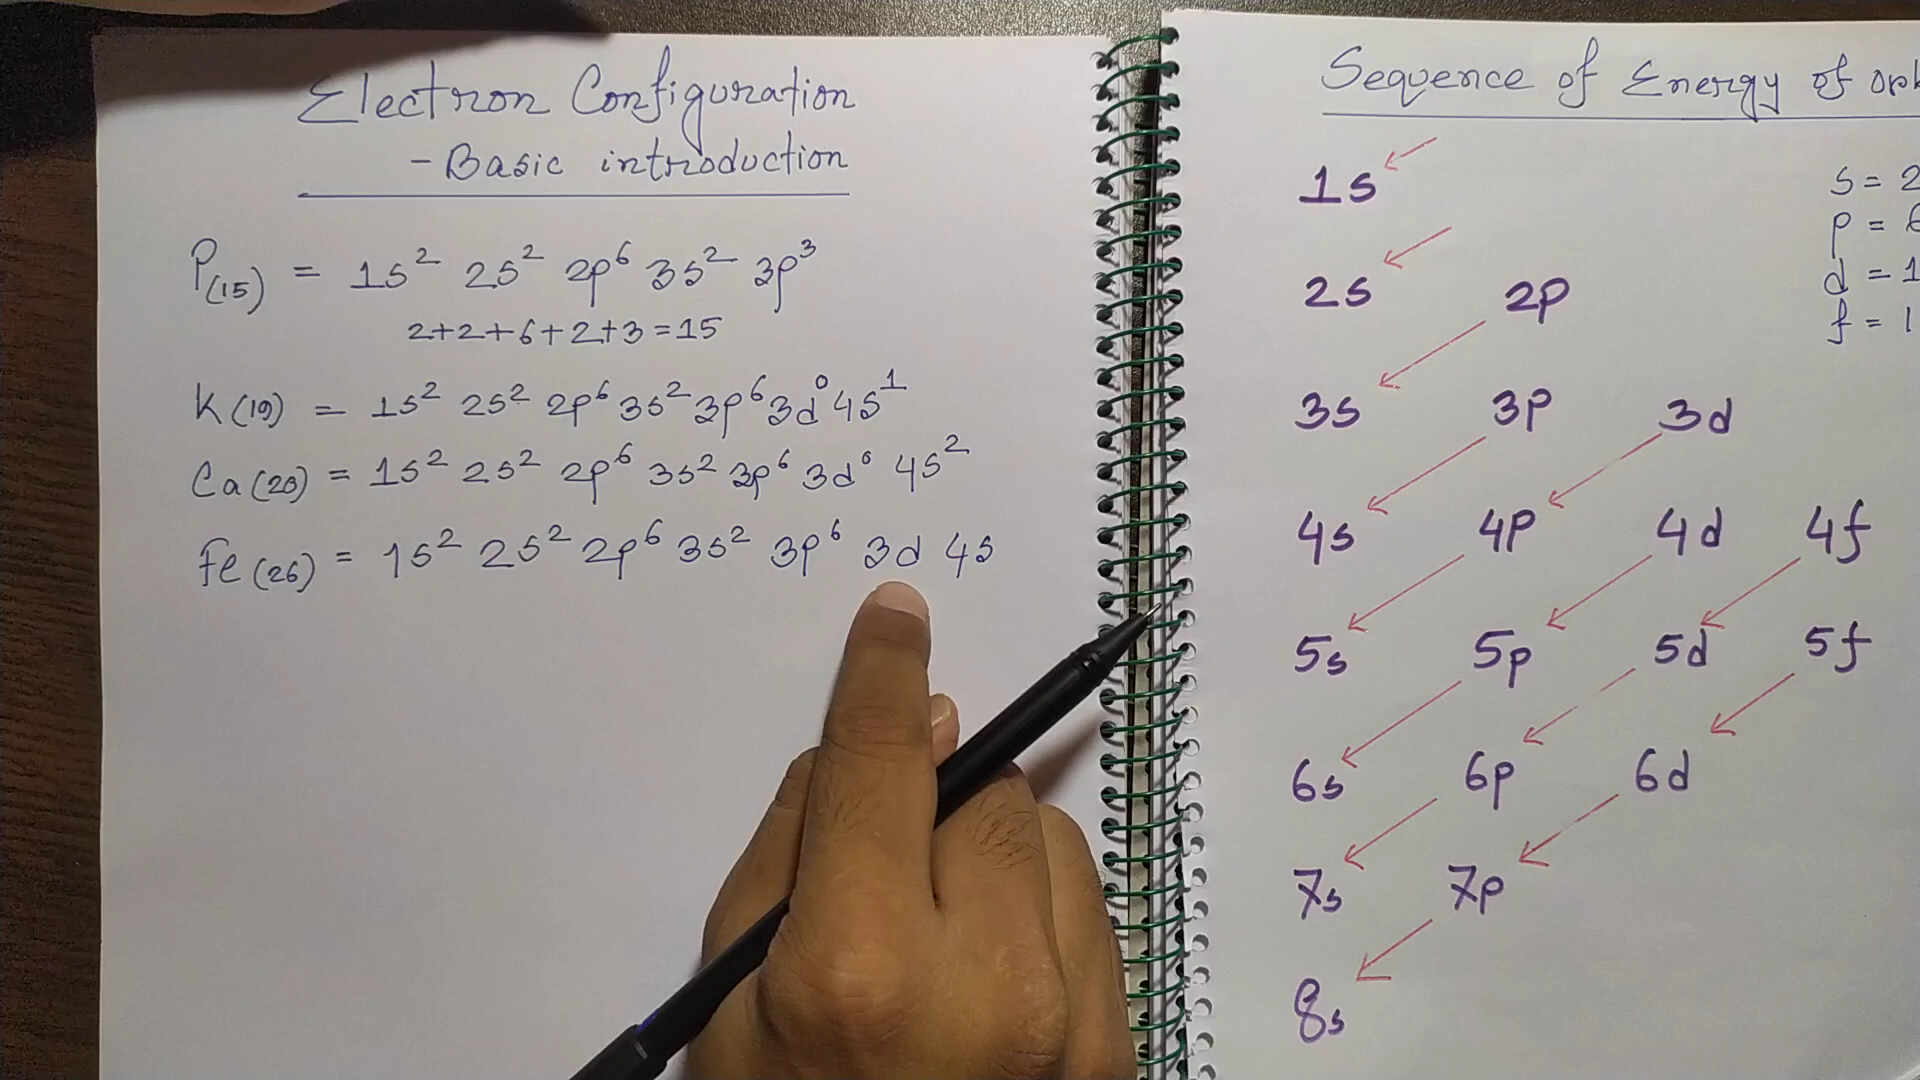 Electron Configuration
- Basic introduction
P(15) = 1s² 2s² 2p⁶ 3s² 3p³
2+2+6+2+3=15
K(19) = 1s² 2s² 2p⁶ 3s² 3p⁶ 3d⁰ 4s¹
Ca(20) = 1s² 2s² 2p⁶ 3s² 3p⁶ 3d⁰ 4s²
Fe(26) = 1s² 2s² 2p⁶ 3s² 3p⁶ 3d 4s
Sequence of Energy of
1s
2s 2p
3s 3p 3d
4s 4p 4d 4f
5s 5p 5d 5f
6s 6p 6d
7s 7p
8s
s = 2
p = 6
d = 1
f = 1